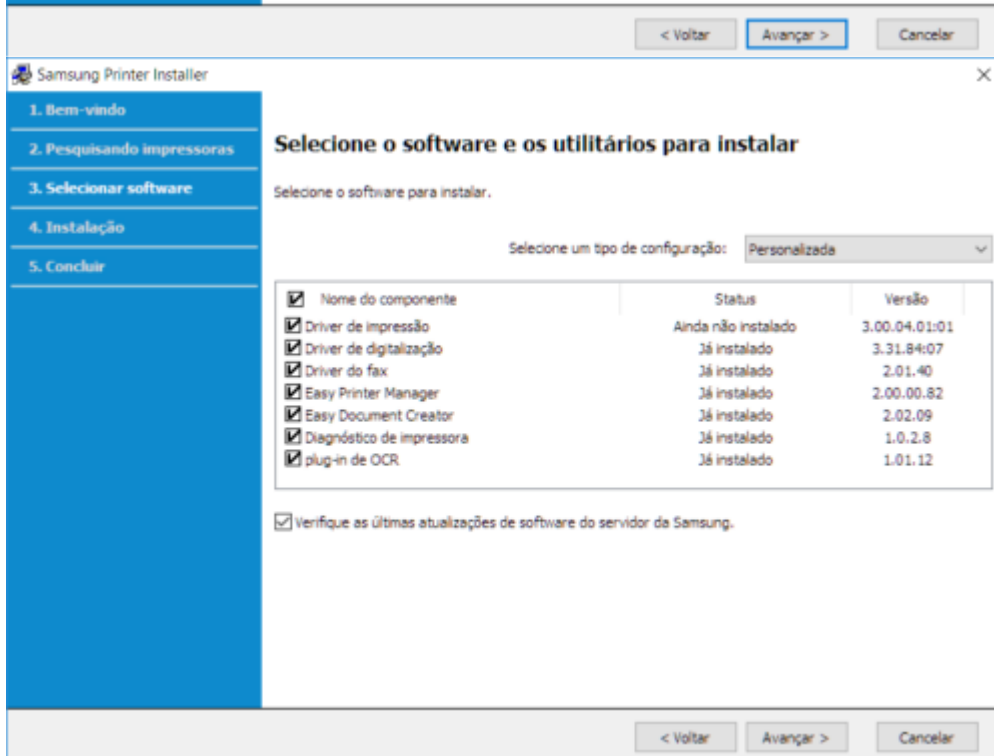 < Voltar Avançar > Cancelar
Samsung Printer Installer
1. Bem-vindo
2. Pesquisando impressoras
3. Selecionar software
4. Instalação
5. Concluir
Selecione o software e os utilitários para instalar
Selecione o software para instalar.
Selecione um tipo de configuração: Personalizada
Nome do componente Status Versão
Driver de impressão Ainda não instalado 3.00.04.01:01
Driver de digitalização Já instalado 3.31.84:07
Driver do fax Já instalado 2.01.40
Easy Printer Manager Já instalado 2.00.00.82
Easy Document Creator Já instalado 2.02.09
Diagnóstico de impressora Já instalado 1.0.2.8
plug-in de OCR Já instalado 1.01.12
Verifique as últimas atualizações de software do servidor da Samsung.
< Voltar Avançar > Cancelar